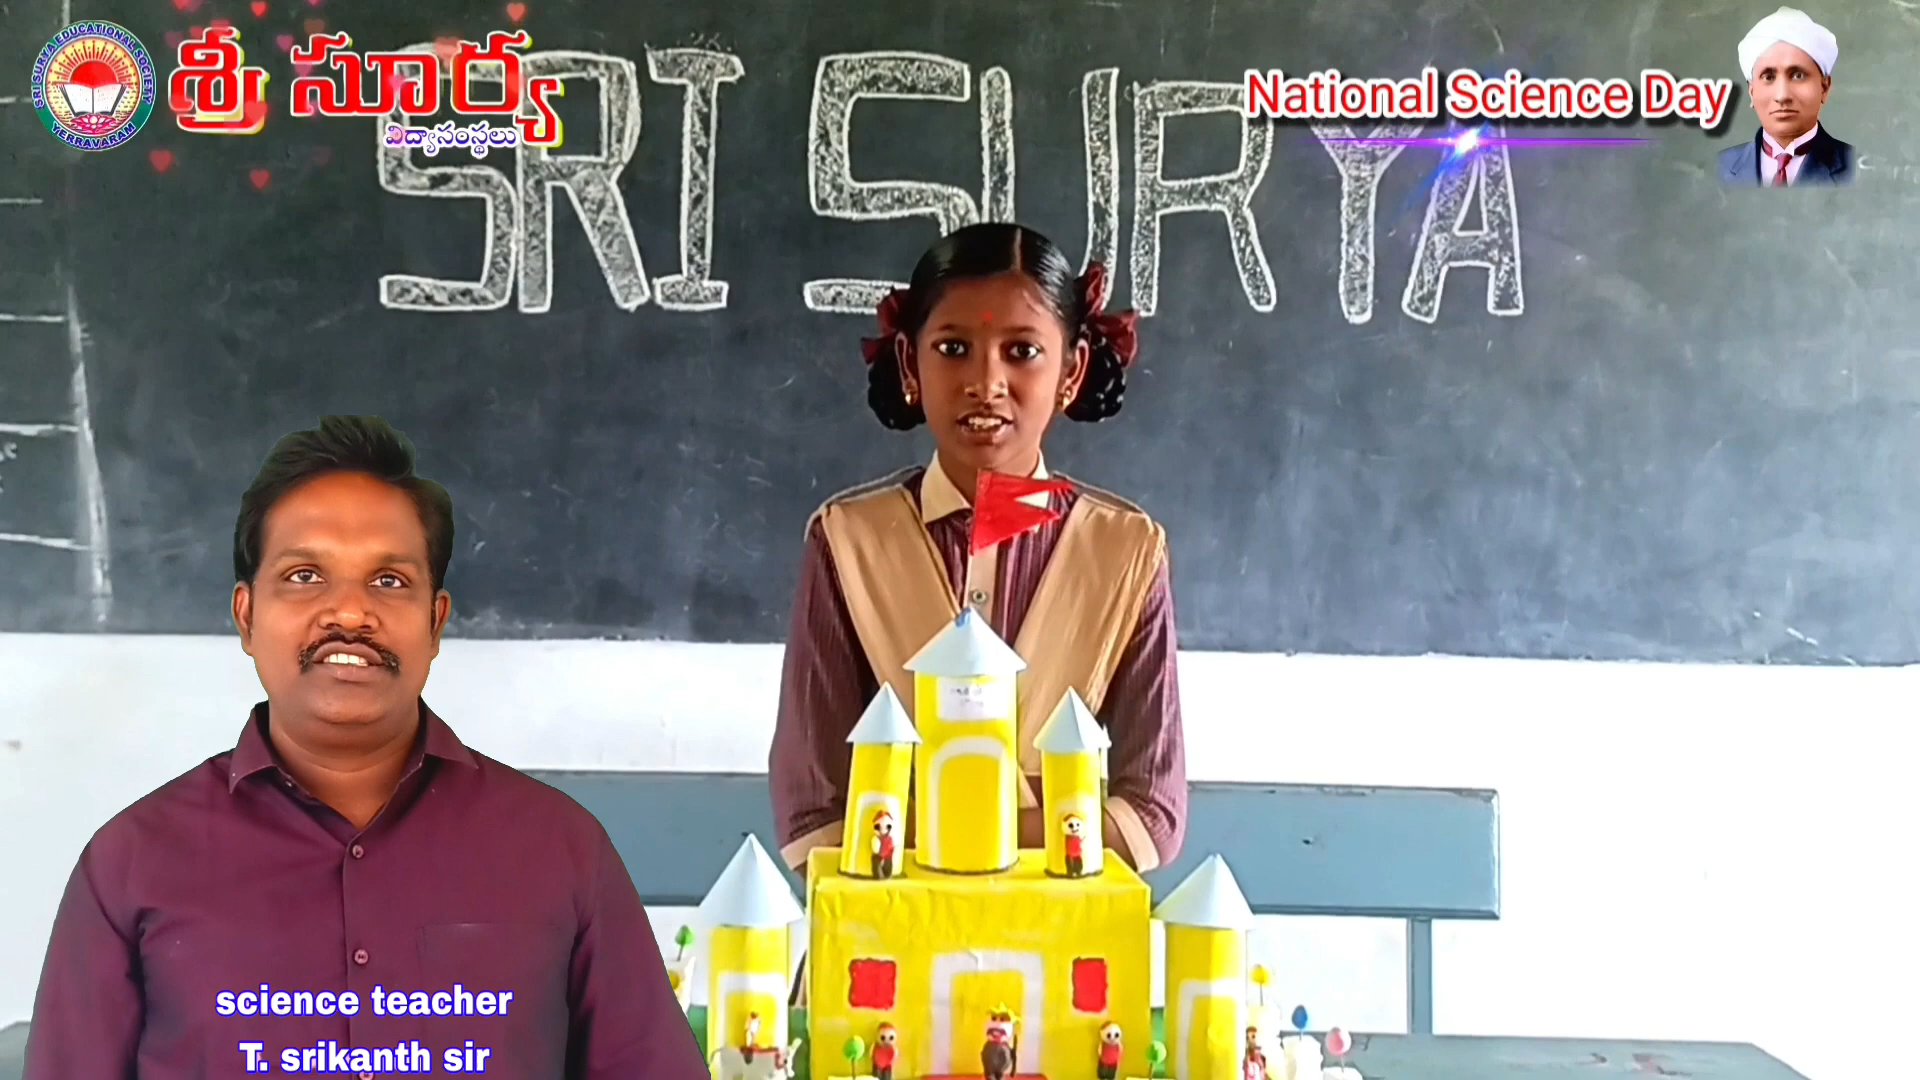 SRI SURYA EDUCATIONAL SOCIETY
YERRAVARAM
శ్రీ సూర్య
విద్యాసంస్థలు
National Science Day
SRI SURYA
science teacher
T. srikanth sir